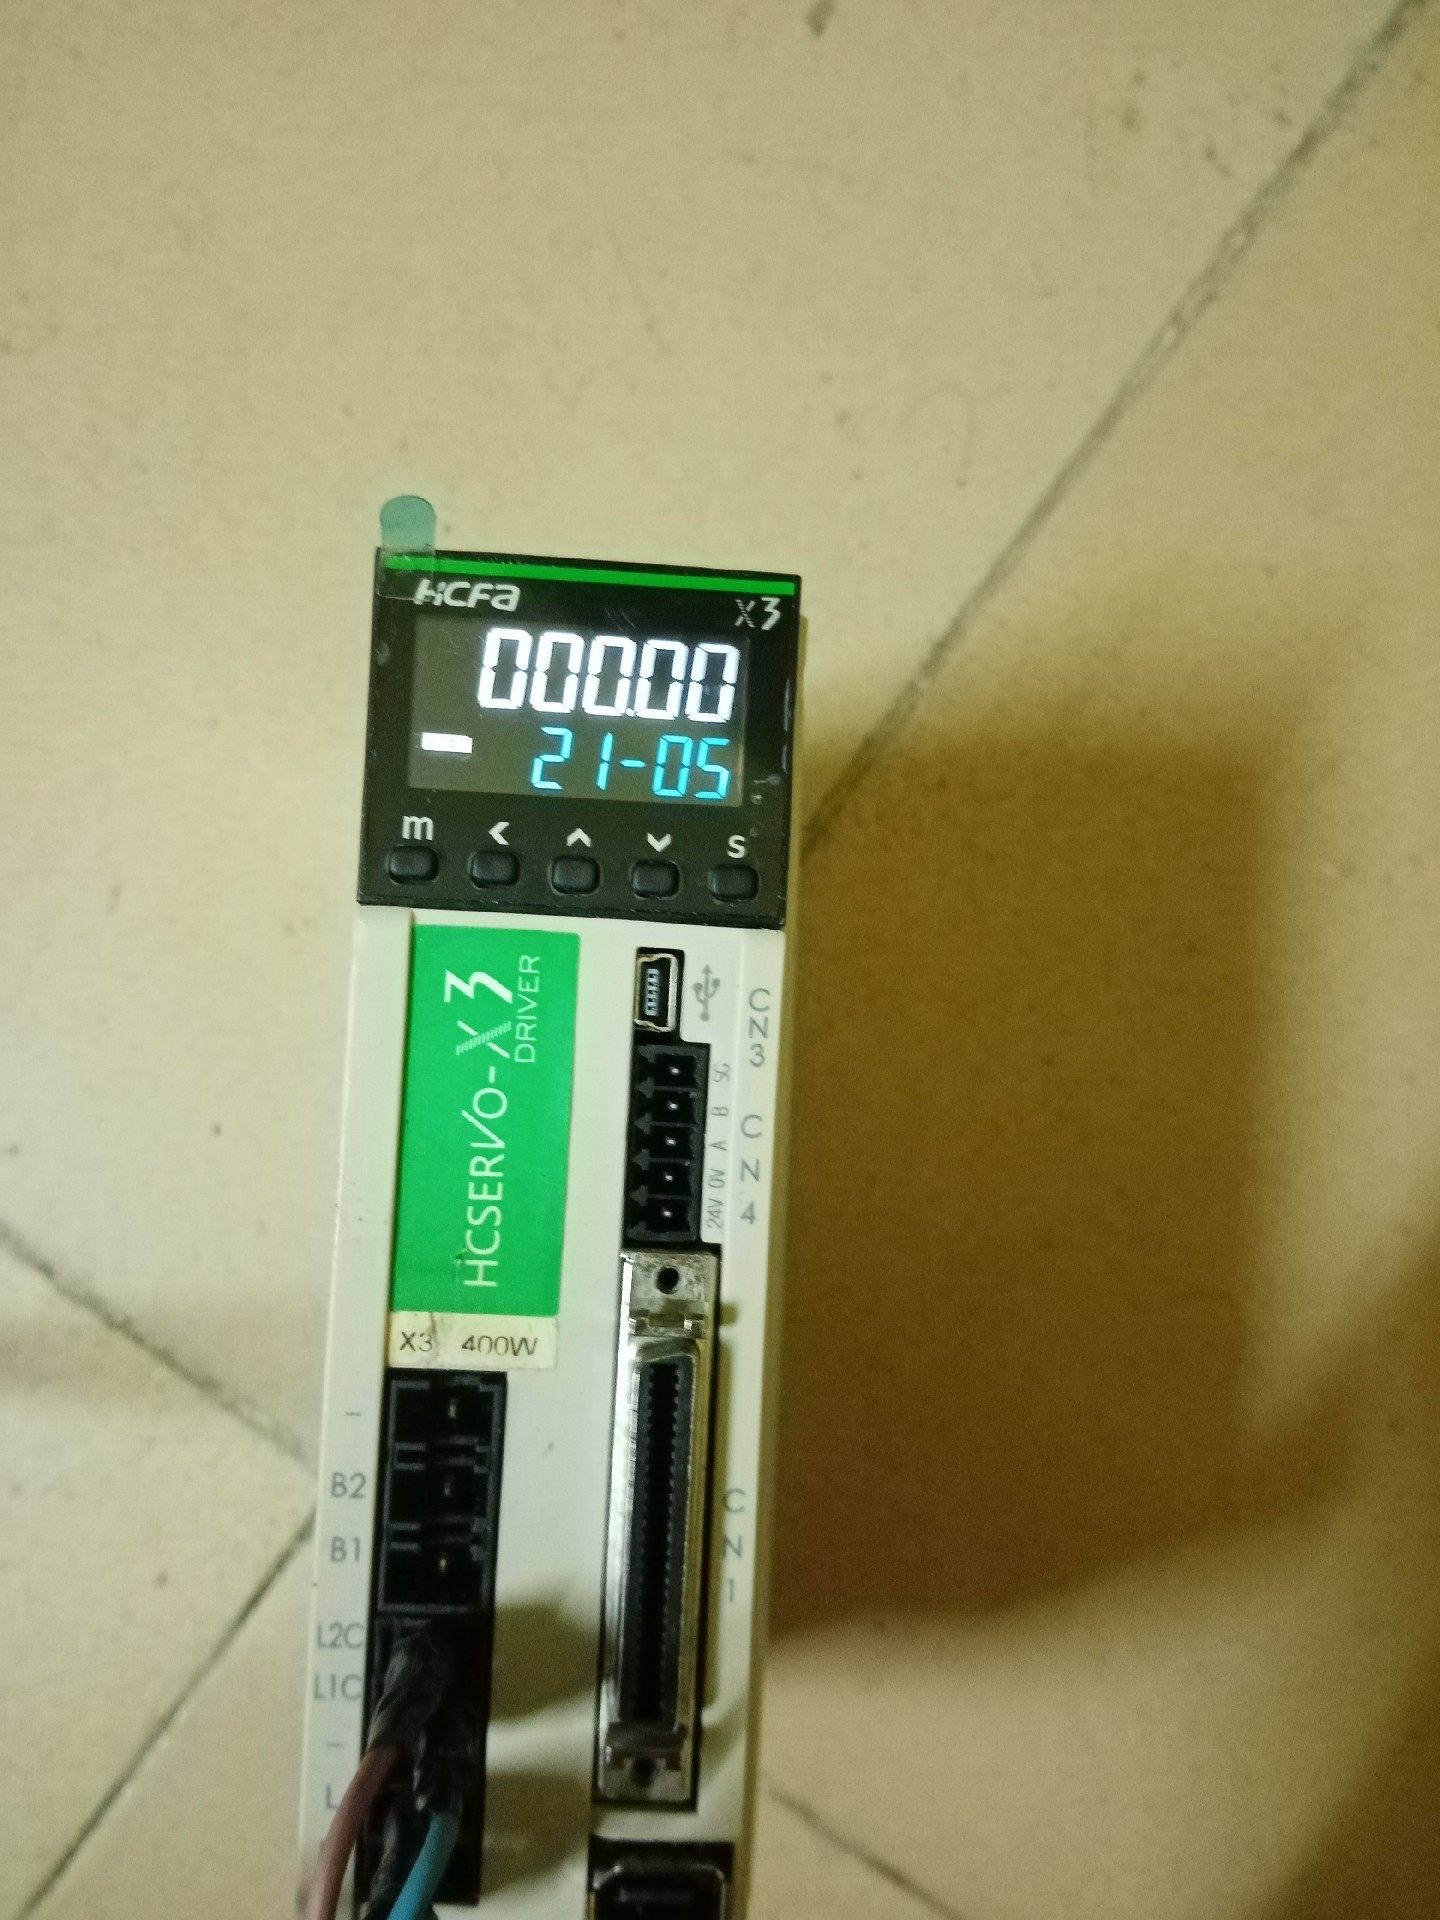 HCFA X3
000.00
21-05
m < ^ v s
HCSERVO-X3
DRIVER
X3 400W
CN3
SG
B
A
0V
24V
CN4
CN1
-
B2
B1
L2C
L1C
-